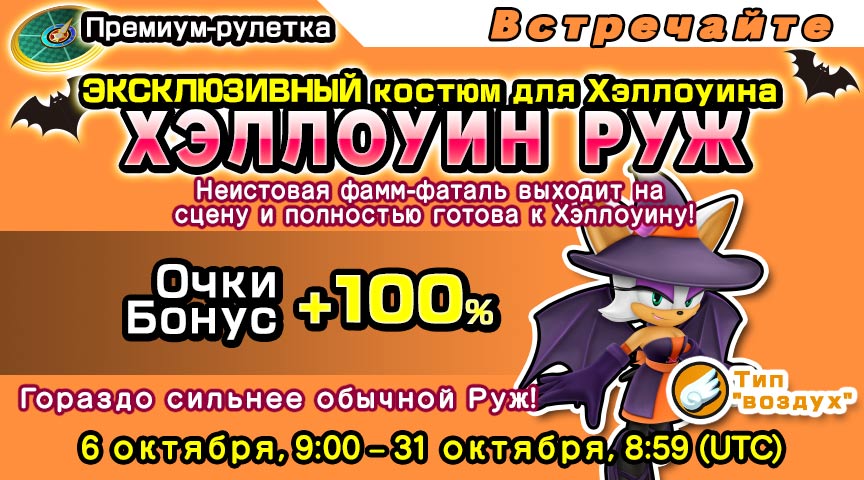 Премиум-рулетка
Встречайте
ЭКСКЛЮЗИВНЫЙ костюм для Хэллоуина
ХЭЛЛОУИН РУЖ
Неистовая фамм-фаталь выходит на
сцену и полностью готова к Хэллоуину!
Очки
Бонус +100%
Гораздо сильнее обычной Руж!
Тип
"воздух"
6 октября, 9:00 – 31 октября, 8:59 (UTC)